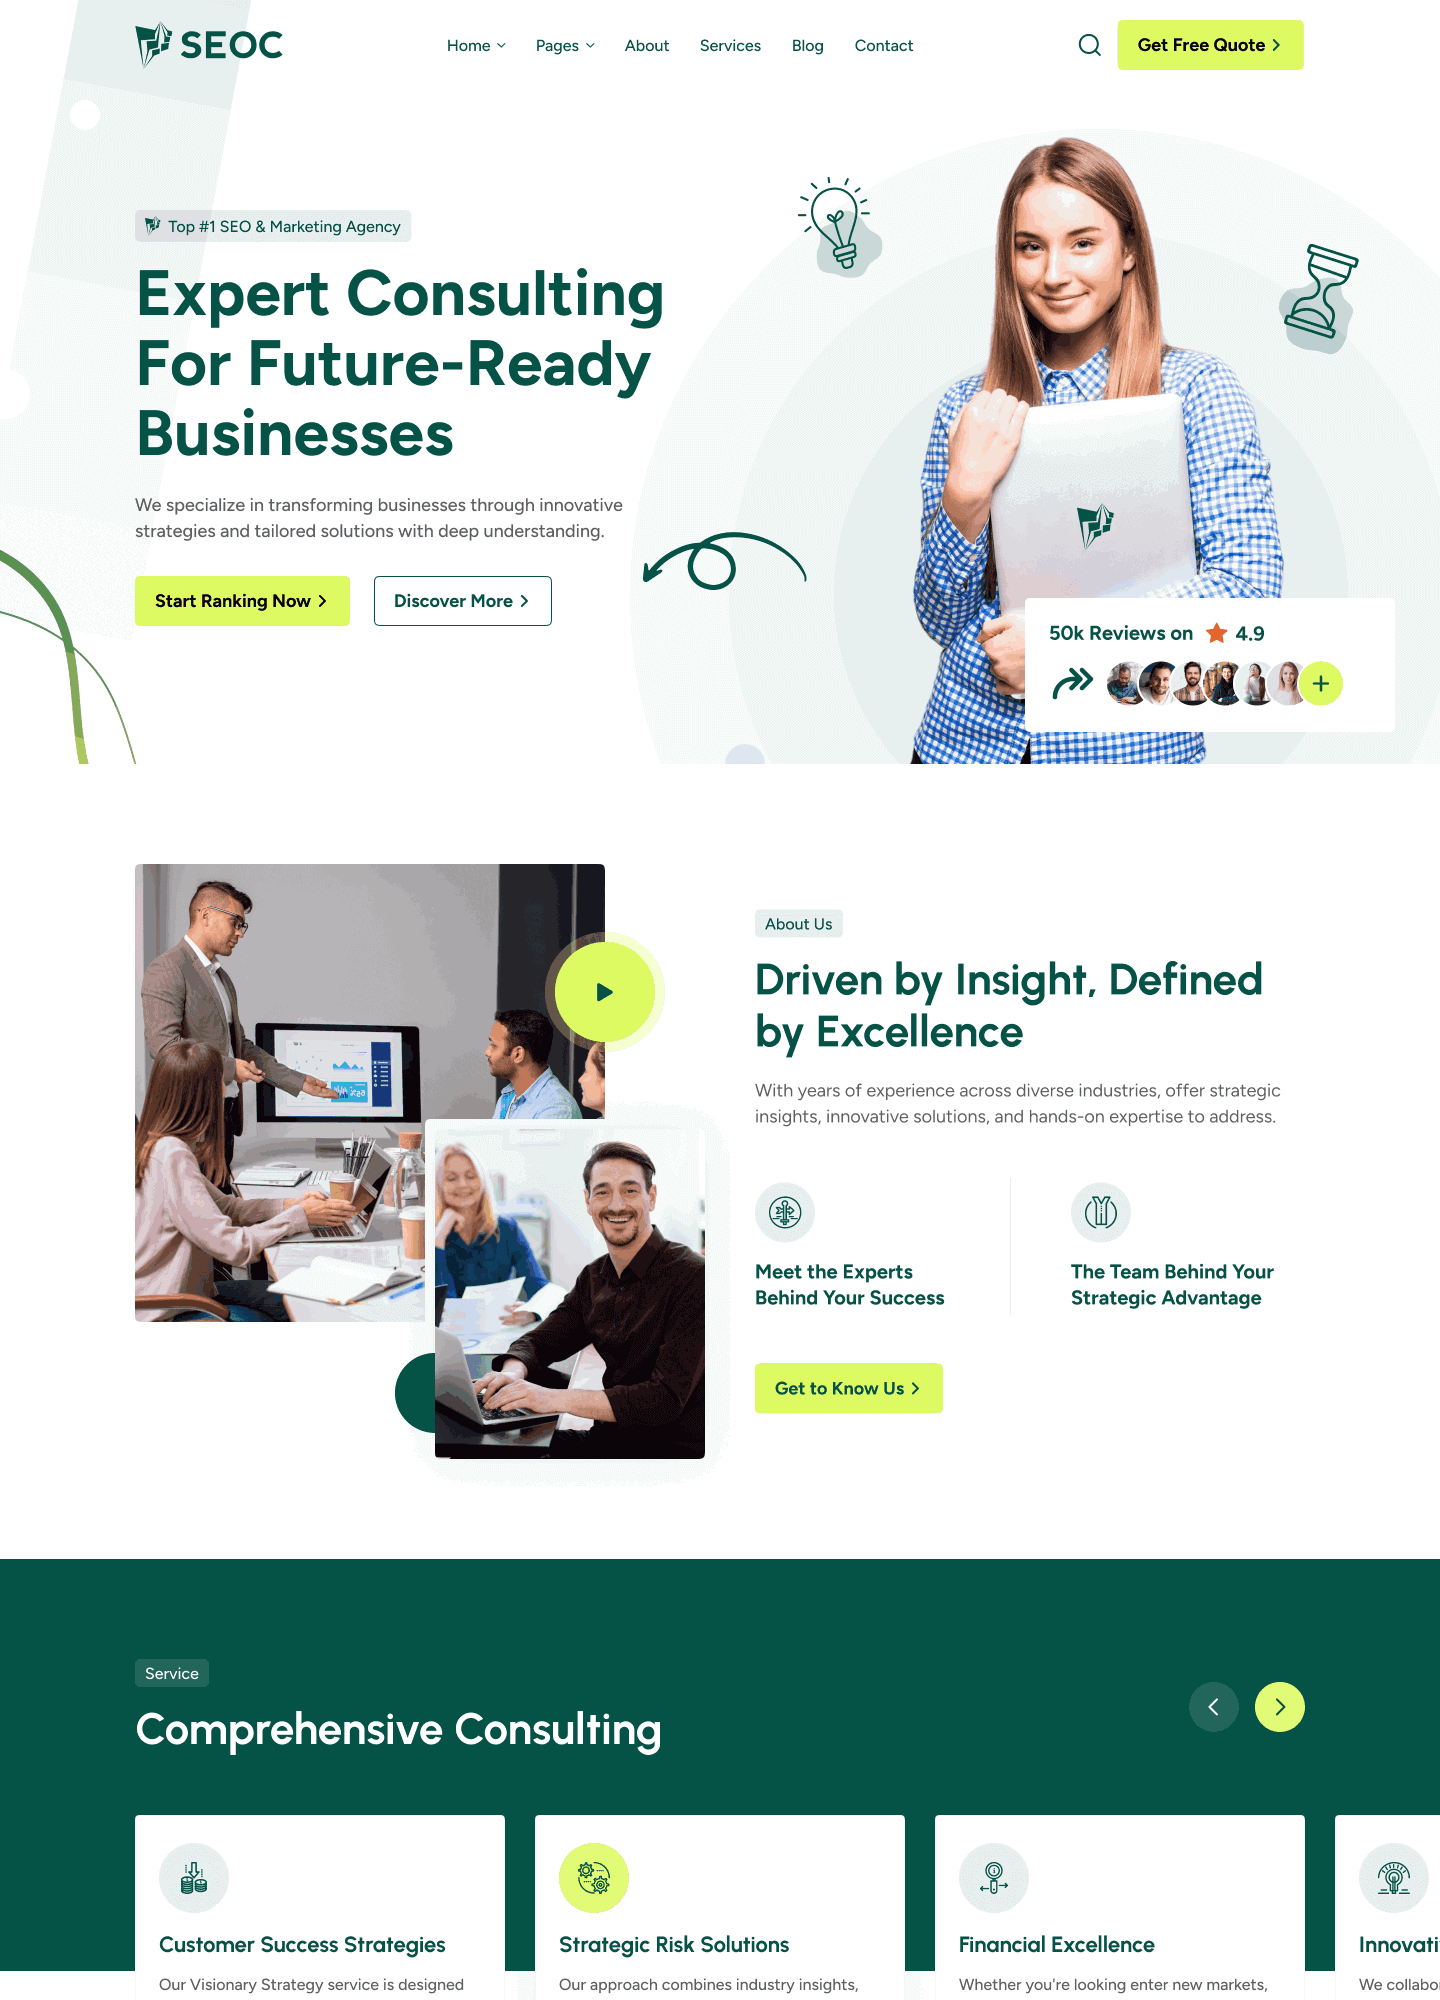 SEOC
Home Pages About Services Blog Contact
Get Free Quote
Top #1 SEO & Marketing Agency
Expert Consulting
For Future-Ready
Businesses
We specialize in transforming businesses through innovative
strategies and tailored solutions with deep understanding.
Start Ranking Now
Discover More
50k Reviews on 4.9
About Us
Driven by Insight, Defined
by Excellence
With years of experience across diverse industries, offer strategic
insights, innovative solutions, and hands-on expertise to address.
Meet the Experts
Behind Your Success
The Team Behind Your
Strategic Advantage
Get to Know Us
Service
Comprehensive Consulting
Customer Success Strategies
Our Visionary Strategy service is designed
Strategic Risk Solutions
Our approach combines industry insights,
Financial Excellence
Whether you're looking enter new markets,
We